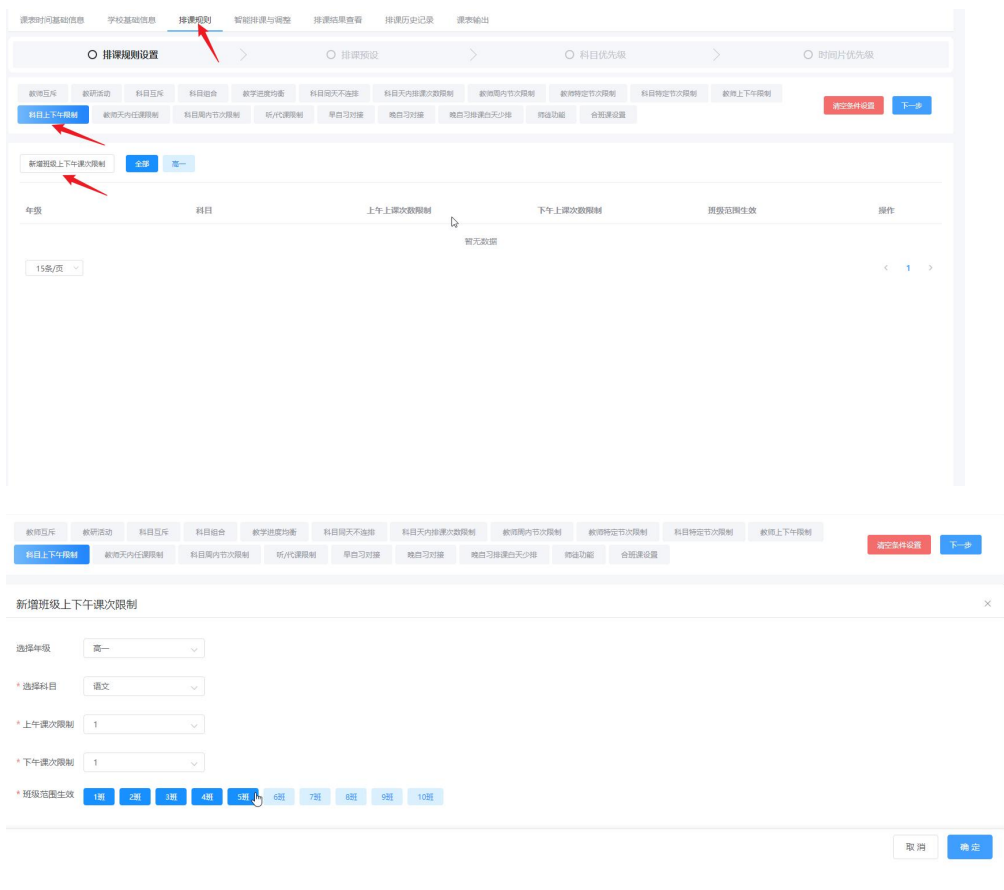 课表时间基础信息 学校基础信息 排课规则 智能排课与调整 排课结果查看 排课历史记录 课表输出
排课规则设置 排课预设 科目优先级 时间片优先级
教师互斥 教研活动 科目互斥 科目组合 教学进度均衡 科目同天不连排 科目天内排课次数限制 教师周内节次限制 教师特定节次限制 科目特定节次限制 教师上下午限制
科目上下午限制 教师天内任课限制 科目周内节次限制 听/代课限制 早自习对接 晚自习对接 晚自习排课白天少排 师徒功能 合班课设置
清空条件设置 下一步
新增班级上下午课次限制 全部 高一
年级 科目 上午上课次数限制 下午上课次数限制 班级范围生效 操作
暂无数据
15条/页 1
教师互斥 教研活动 科目互斥 科目组合 教学进度均衡 科目同天不连排 科目天内排课次数限制 教师周内节次限制 教师特定节次限制 科目特定节次限制 教师上下午限制
科目上下午限制 教师天内任课限制 科目周内节次限制 听/代课限制 早自习对接 晚自习对接 晚自习排课白天少排 师徒功能 合班课设置
清空条件设置 下一步
新增班级上下午课次限制
选择年级 高一
* 选择科目 语文
* 上午课次限制 1
* 下午课次限制 1
* 班级范围生效 1班 2班 3班 4班 5班 6班 7班 8班 9班 10班
取消 确定